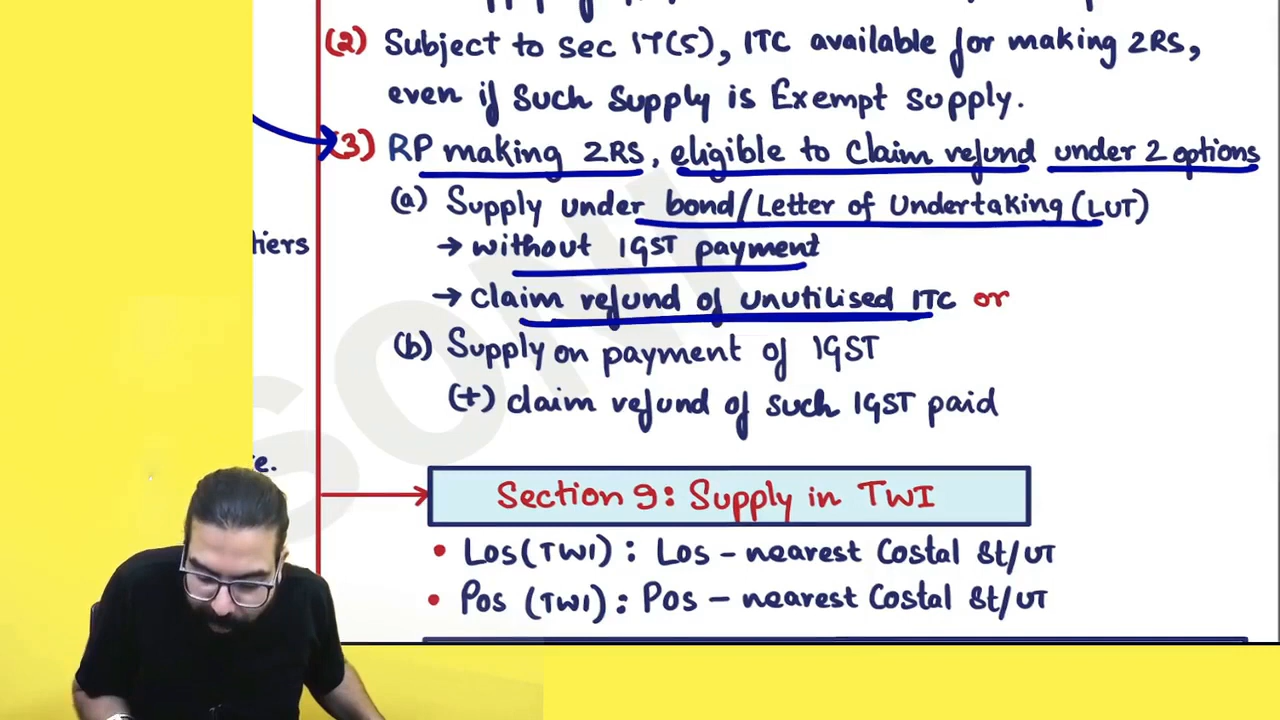 (2) Subject to sec 17(5), ITC available for making ZRS,
even if Such Supply is Exempt supply.
(3) RP making ZRS, eligible to Claim refund under 2 options
(a) Supply under bond/Letter of Undertaking (LUT)
→ without IGST payment
hiers
→ Claim refund of unutilised ITC or
(b) Supply on payment of IGST
(+) claim refund of such IGST paid
e.
Section 9: Supply in TWI
• Los (TWI) : Los - nearest Costal St/UT
• Pos (TWI) : Pos - nearest Costal St/UT
SONI